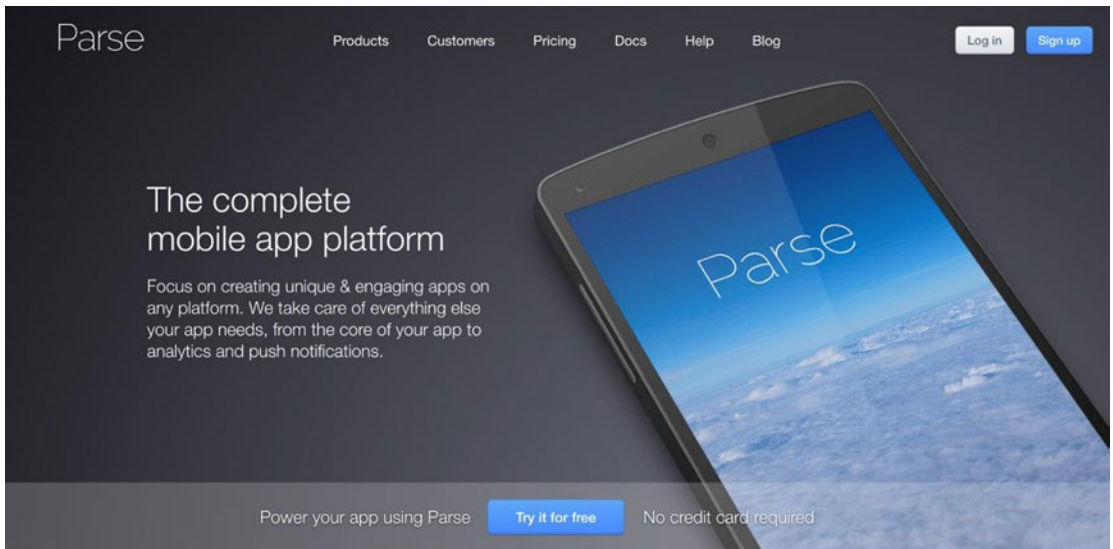 Parse
Products Customers Pricing Docs Help Blog
Log in Sign up
The complete
mobile app platform
Focus on creating unique & engaging apps on
any platform. We take care of everything else
your app needs, from the core of your app to
analytics and push notifications.
Parse
Power your app using Parse Try it for free No credit card required